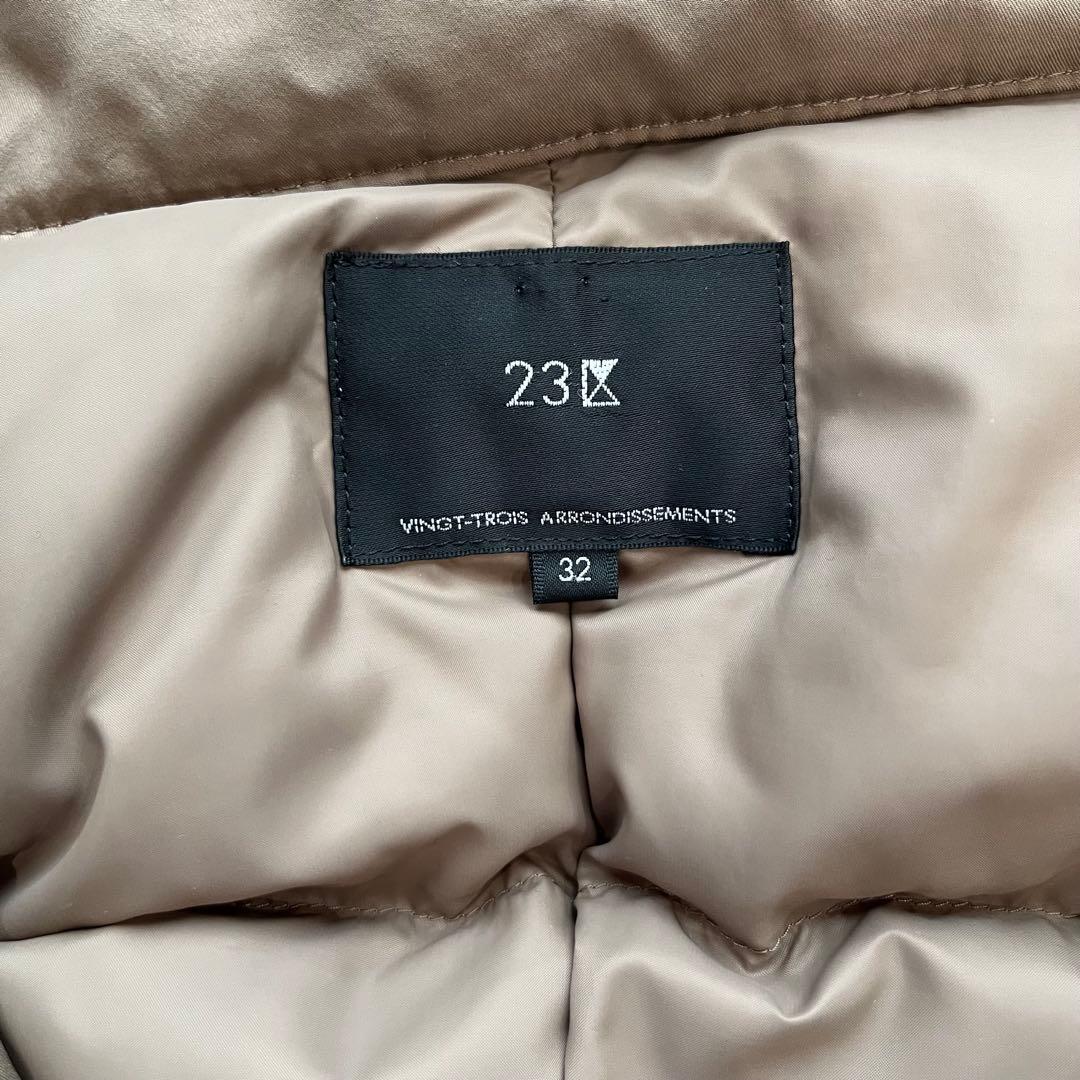 23区
VINGT-TROIS ARRONDISSEMENTS
32